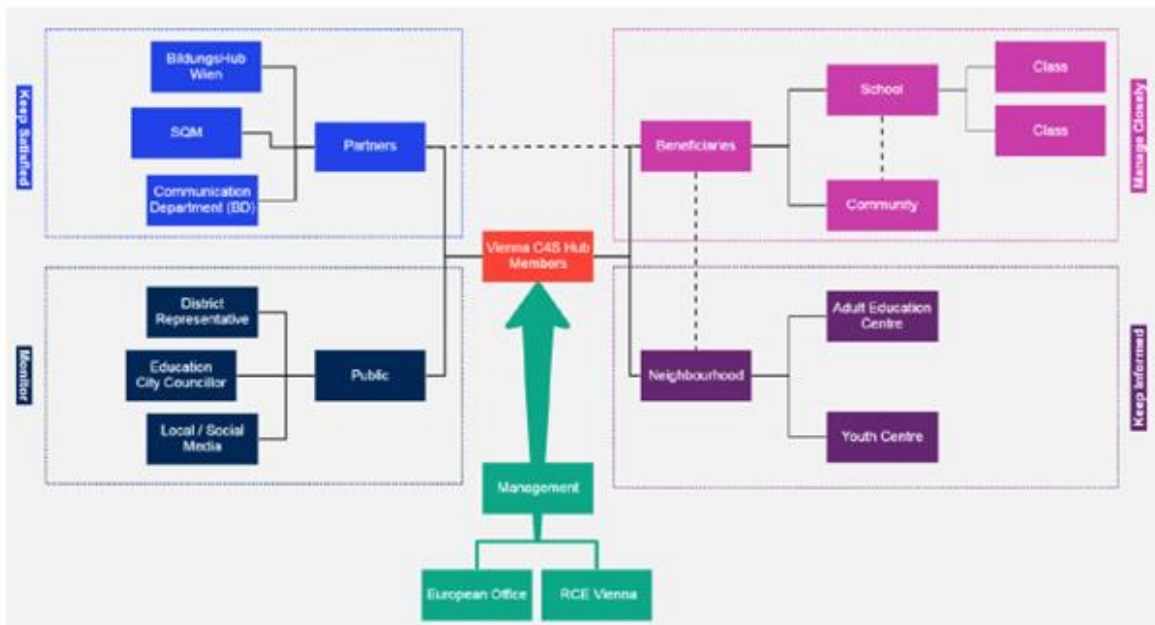 Keep Satisfied
BildungsHub
Wien
SQM
Communication
Department (BD)
Partners
Beneficiaries
School
Community
Class
Class
Manage Closely
Vienna C4S Hub
Members
Monitor
District
Representative
Education
City Councillor
Local / Social
Media
Public
Neighbourhood
Adult Education
Centre
Youth Centre
Keep Informed
Management
European Office
RCE Vienna